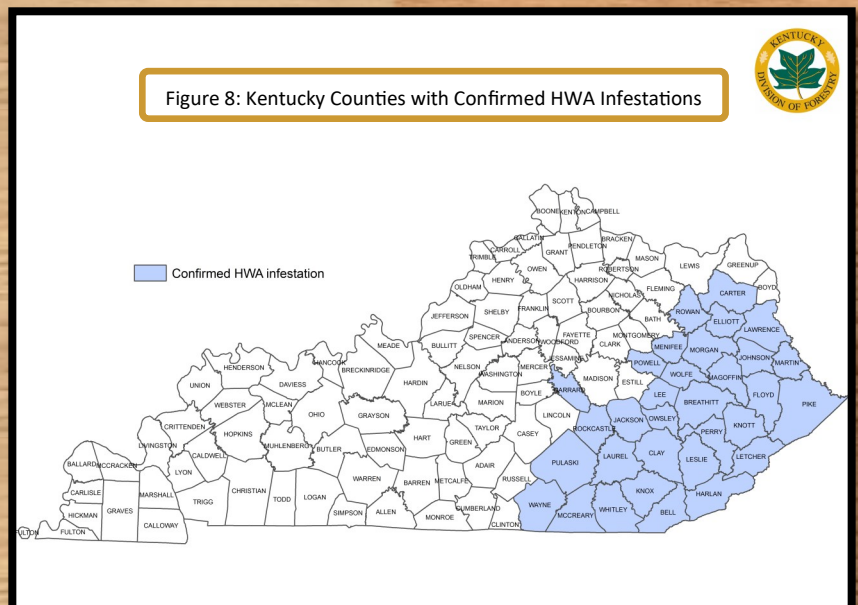 KENTUCKY
DIVISION OF FORESTRY
Figure 8: Kentucky Counties with Confirmed HWA Infestations
Confirmed HWA infestation
BOONE
KENTON
CAMPBELL
GALLATIN
GRANT
PENDLETON
BRACKEN
CARROLL
MASON
TRIMBLE
OWEN
ROBERTSON
LEWIS
GREENUP
HENRY
HARRISON
OLDHAM
NICHOLAS
FLEMING
CARTER
BOYD
SCOTT
FRANKLIN
SHELBY
BOURBON
ROWAN
JEFFERSON
BATH
ELLIOTT
LAWRENCE
SPENCER
ANDERSON
WOODFORD
FAYETTE
MONTGOMERY
CLARK
BULLITT
MEADE
MENIFEE
MORGAN
JOHNSON
MARTIN
HANCOCK
BRECKINRIDGE
NELSON
WASHINGTON
MERCER
JESSAMINE
POWELL
HENDERSON
WOLFE
MAGOFFIN
UNION
DAVIESS
HARDIN
MADISON
ESTILL
GARRARD
BOYLE
LEE
BREATHITT
FLOYD
PIKE
WEBSTER
MCLEAN
LARUE
MARION
OHIO
GRAYSON
LINCOLN
JACKSON
OWSLEY
KNOTT
CRITTENDEN
TAYLOR
CASEY
ROCKCASTLE
PERRY
LIVINGSTON
HOPKINS
MUHLENBERG
BUTLER
EDMONSON
HART
GREEN
CALDWELL
LAUREL
CLAY
LESLIE
LETCHER
BALLARD
MCCRACKEN
LYON
ADAIR
PULASKI
WARREN
BARREN
METCALFE
RUSSELL
CARLISLE
MARSHALL
TRIGG
CHRISTIAN
TODD
LOGAN
KNOX
HARLAN
HICKMAN
GRAVES
CUMBERLAND
WAYNE
MCCREARY
WHITLEY
BELL
SIMPSON
ALLEN
MONROE
CLINTON
FULTON
FULTON
CALLOWAY